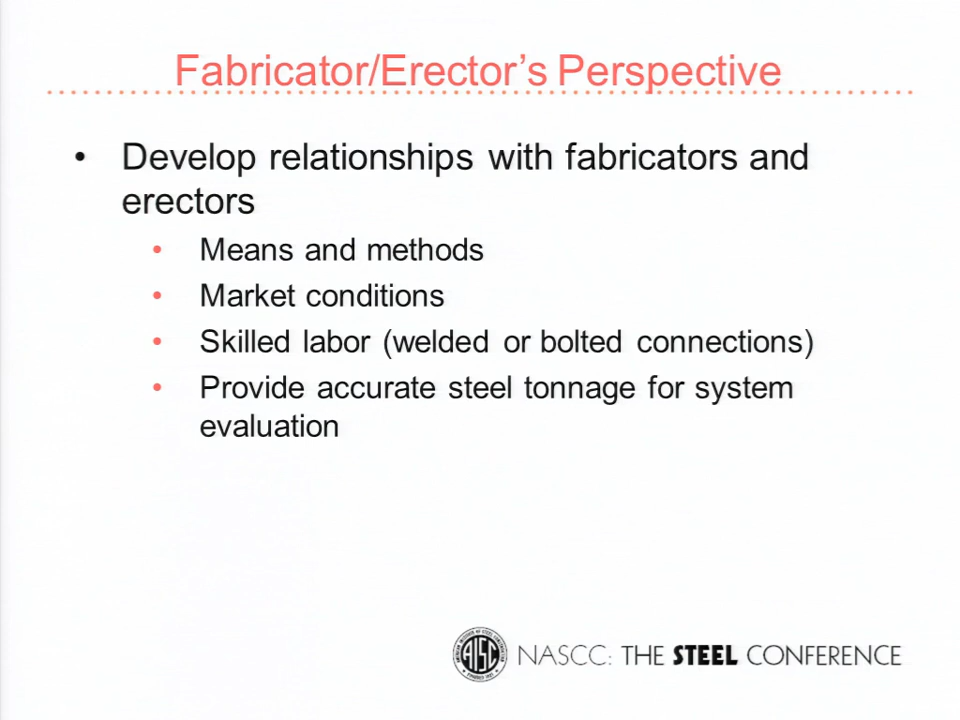 Fabricator/Erector's Perspective
• Develop relationships with fabricators and
erectors
• Means and methods
• Market conditions
• Skilled labor (welded or bolted connections)
• Provide accurate steel tonnage for system
evaluation
AISC
NASCC: THE STEEL CONFERENCE